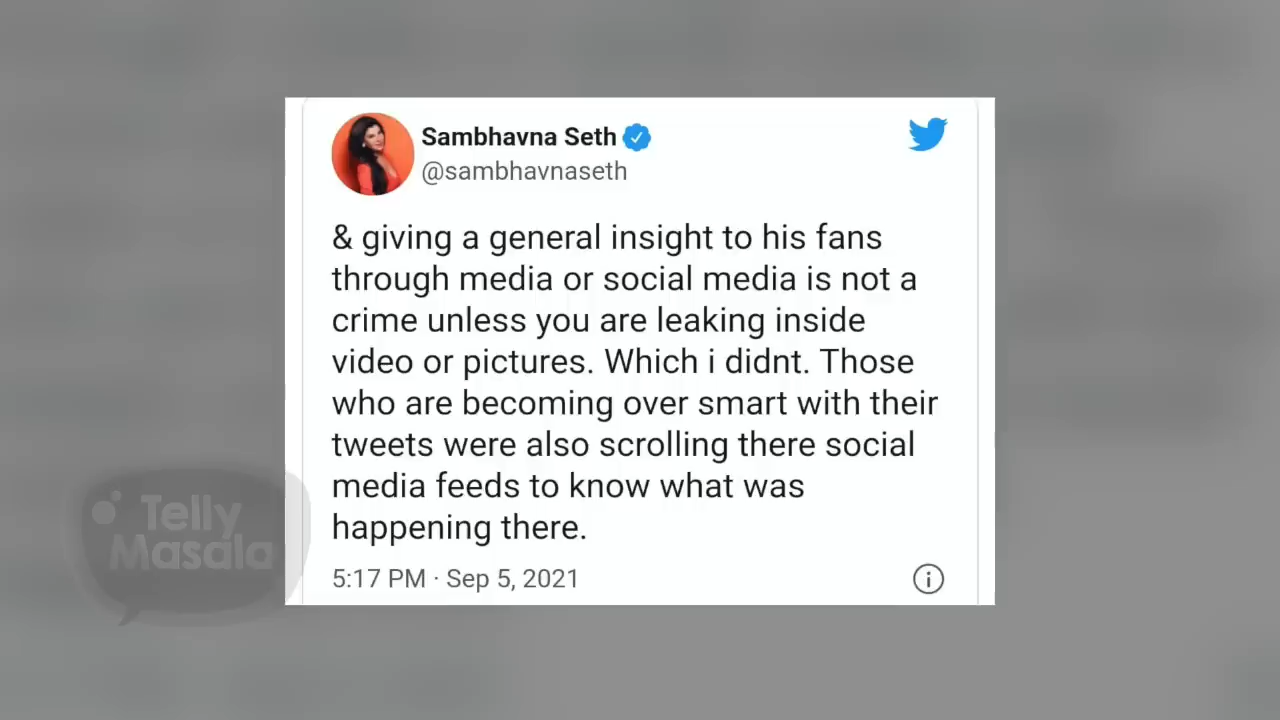 Sambhavna Seth
@sambhavnaseth
& giving a general insight to his fans
through media or social media is not a
crime unless you are leaking inside
video or pictures. Which i didnt. Those
who are becoming over smart with their
tweets were also scrolling there social
media feeds to know what was
happening there.
5:17 PM · Sep 5, 2021
Telly
Masala